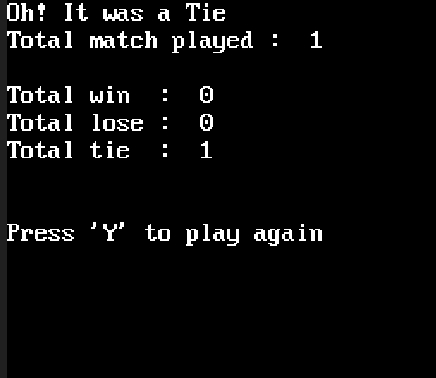 Oh! It was a Tie
Total match played :  1
Total win  :  0
Total lose :  0
Total tie  :  1
Press 'Y' to play again